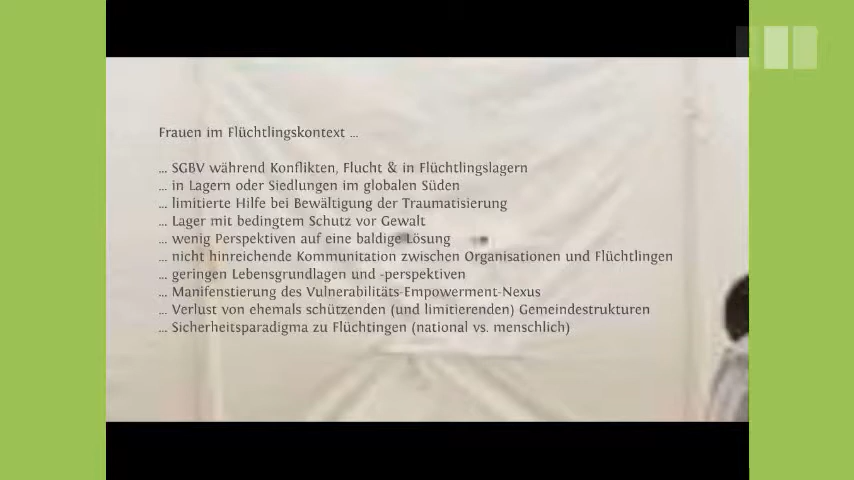 Frauen im Flüchtlingskontext ...
... SGBV während Konflikten, Flucht & in Flüchtlingslagern
... in Lagern oder Siedlungen im globalen Süden
... limitierte Hilfe bei Bewältigung der Traumatisierung
... Lager mit bedingtem Schutz vor Gewalt
... wenig Perspektiven auf eine baldige Lösung
... nicht hinreichende Kommunitation zwischen Organisationen und Flüchtlingen
... geringen Lebensgrundlagen und -perspektiven
... Manifenstierung des Vulnerabilitäts-Empowerment-Nexus
... Verlust von ehemals schützenden (und limitierenden) Gemeindestrukturen
... Sicherheitsparadigma zu Flüchtingen (national vs. menschlich)